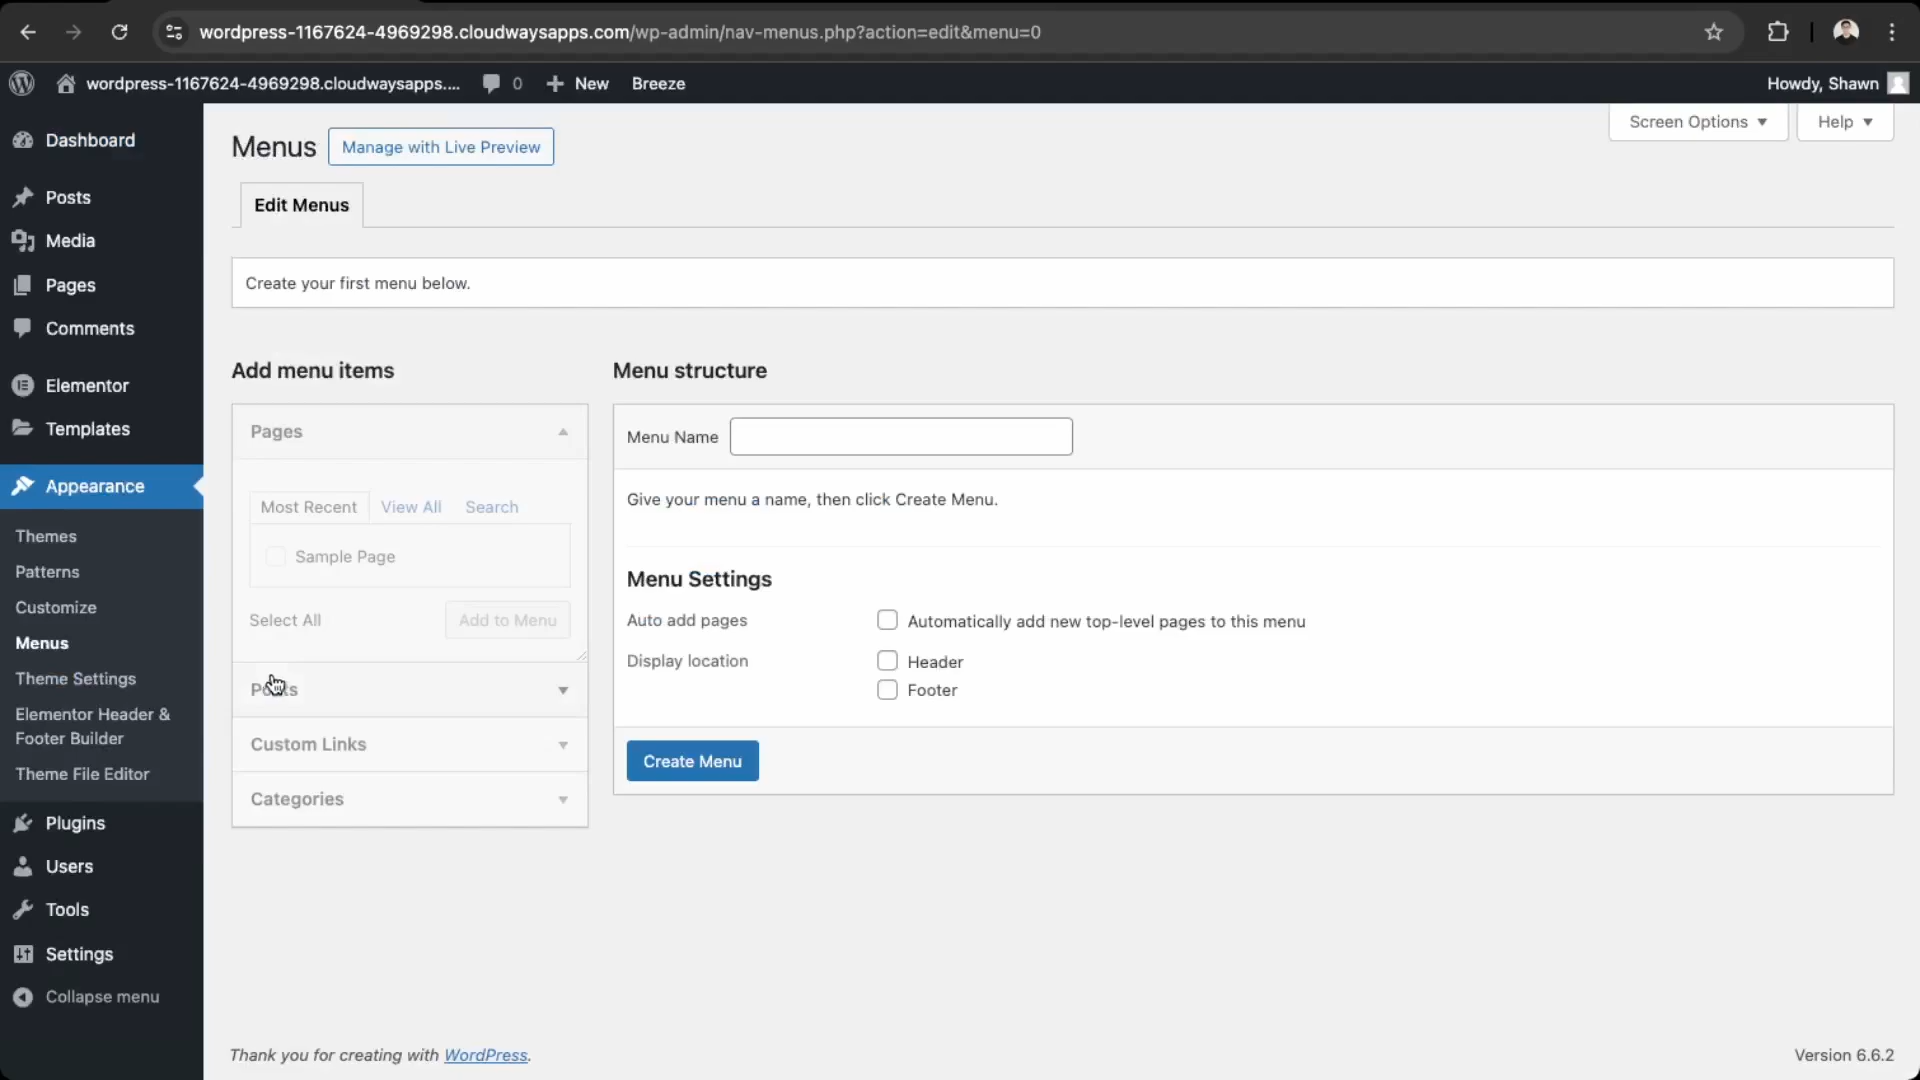 wordpress-1167624-4969298.cloudwaysapps.com/wp-admin/nav-menus.php?action=edit&menu=0
wordpress-1167624-4969298.cloudwaysapps.... 0 New Breeze Howdy, Shawn
Screen Options Help
Dashboard
Posts
Media
Pages
Comments
Elementor
Templates
Appearance
Themes
Patterns
Customize
Menus
Theme Settings
Elementor Header &
Footer Builder
Theme File Editor
Plugins
Users
Tools
Settings
Collapse menu
Menus Manage with Live Preview
Edit Menus
Create your first menu below.
Add menu items
Pages
Most Recent View All Search
Sample Page
Select All Add to Menu
Posts
Custom Links
Categories
Menu structure
Menu Name
Give your menu a name, then click Create Menu.
Menu Settings
Auto add pages Automatically add new top-level pages to this menu
Display location Header
Footer
Create Menu
Thank you for creating with WordPress. Version 6.6.2